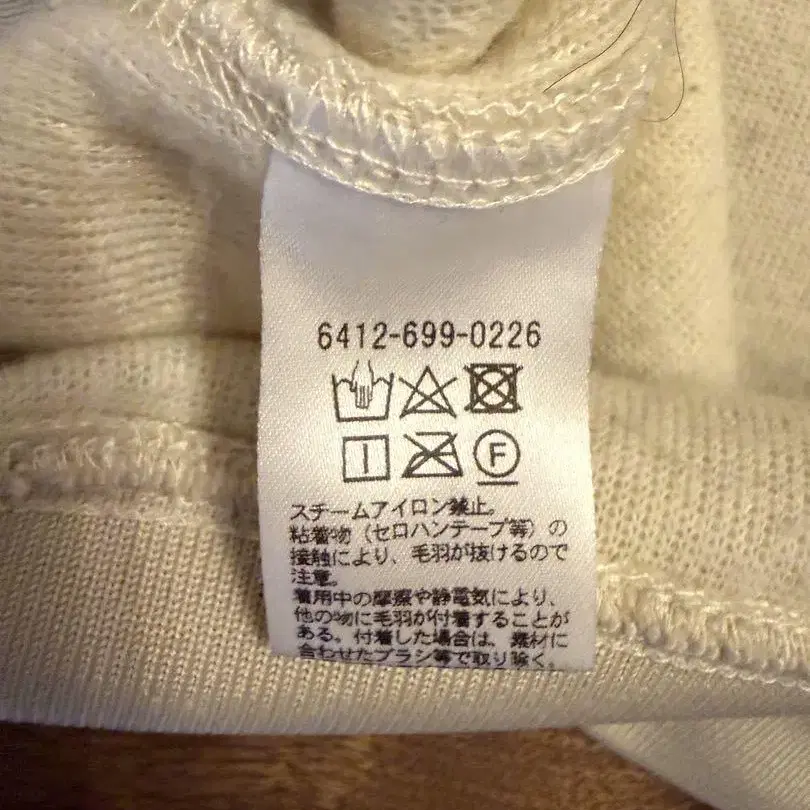 6412-699-0226
F
スチームアイロン禁止。
粘着物（セロハンテープ等）の
接触により、毛羽が抜けるので
注意。
着用中の摩擦や静電気により、
他の物に毛羽が付着することが
ある。付着した場合は、素材に
合わせたブラシ等で取り除く。